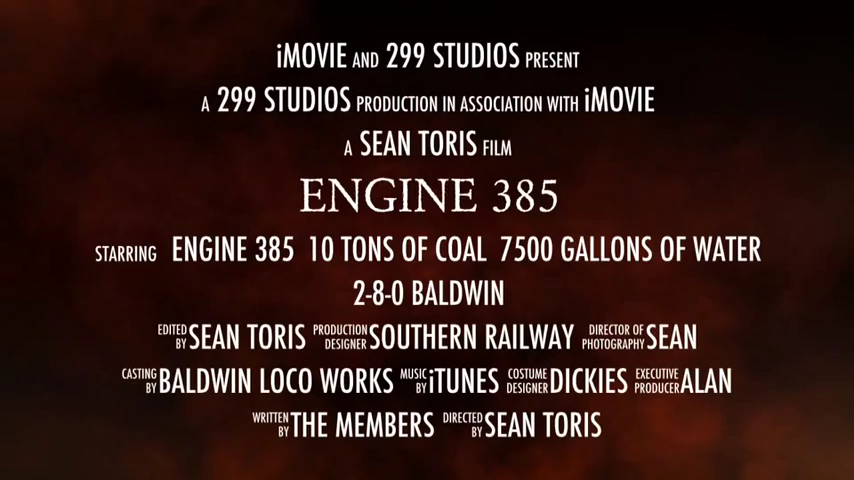 iMOVIE AND 299 STUDIOS PRESENT
A 299 STUDIOS PRODUCTION IN ASSOCIATION WITH iMOVIE
A SEAN TORIS FILM
ENGINE 385
STARRING ENGINE 385 10 TONS OF COAL 7500 GALLONS OF WATER
2-8-0 BALDWIN
EDITED BY SEAN TORIS PRODUCTION DESIGNER SOUTHERN RAILWAY DIRECTOR OF PHOTOGRAPHY SEAN
CASTING BY BALDWIN LOCO WORKS MUSIC BY iTUNES COSTUME DESIGNER DICKIES EXECUTIVE PRODUCER ALAN
WRITTEN BY THE MEMBERS DIRECTED BY SEAN TORIS